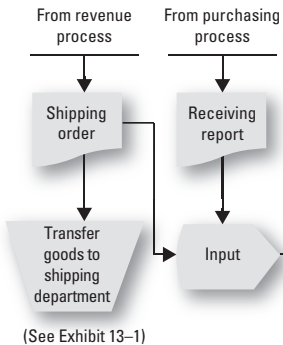 From revenue
process
From purchasing
process
Shipping
order
Receiving
report
Transfer
goods to
shipping
department
Input
(See Exhibit 13–1)